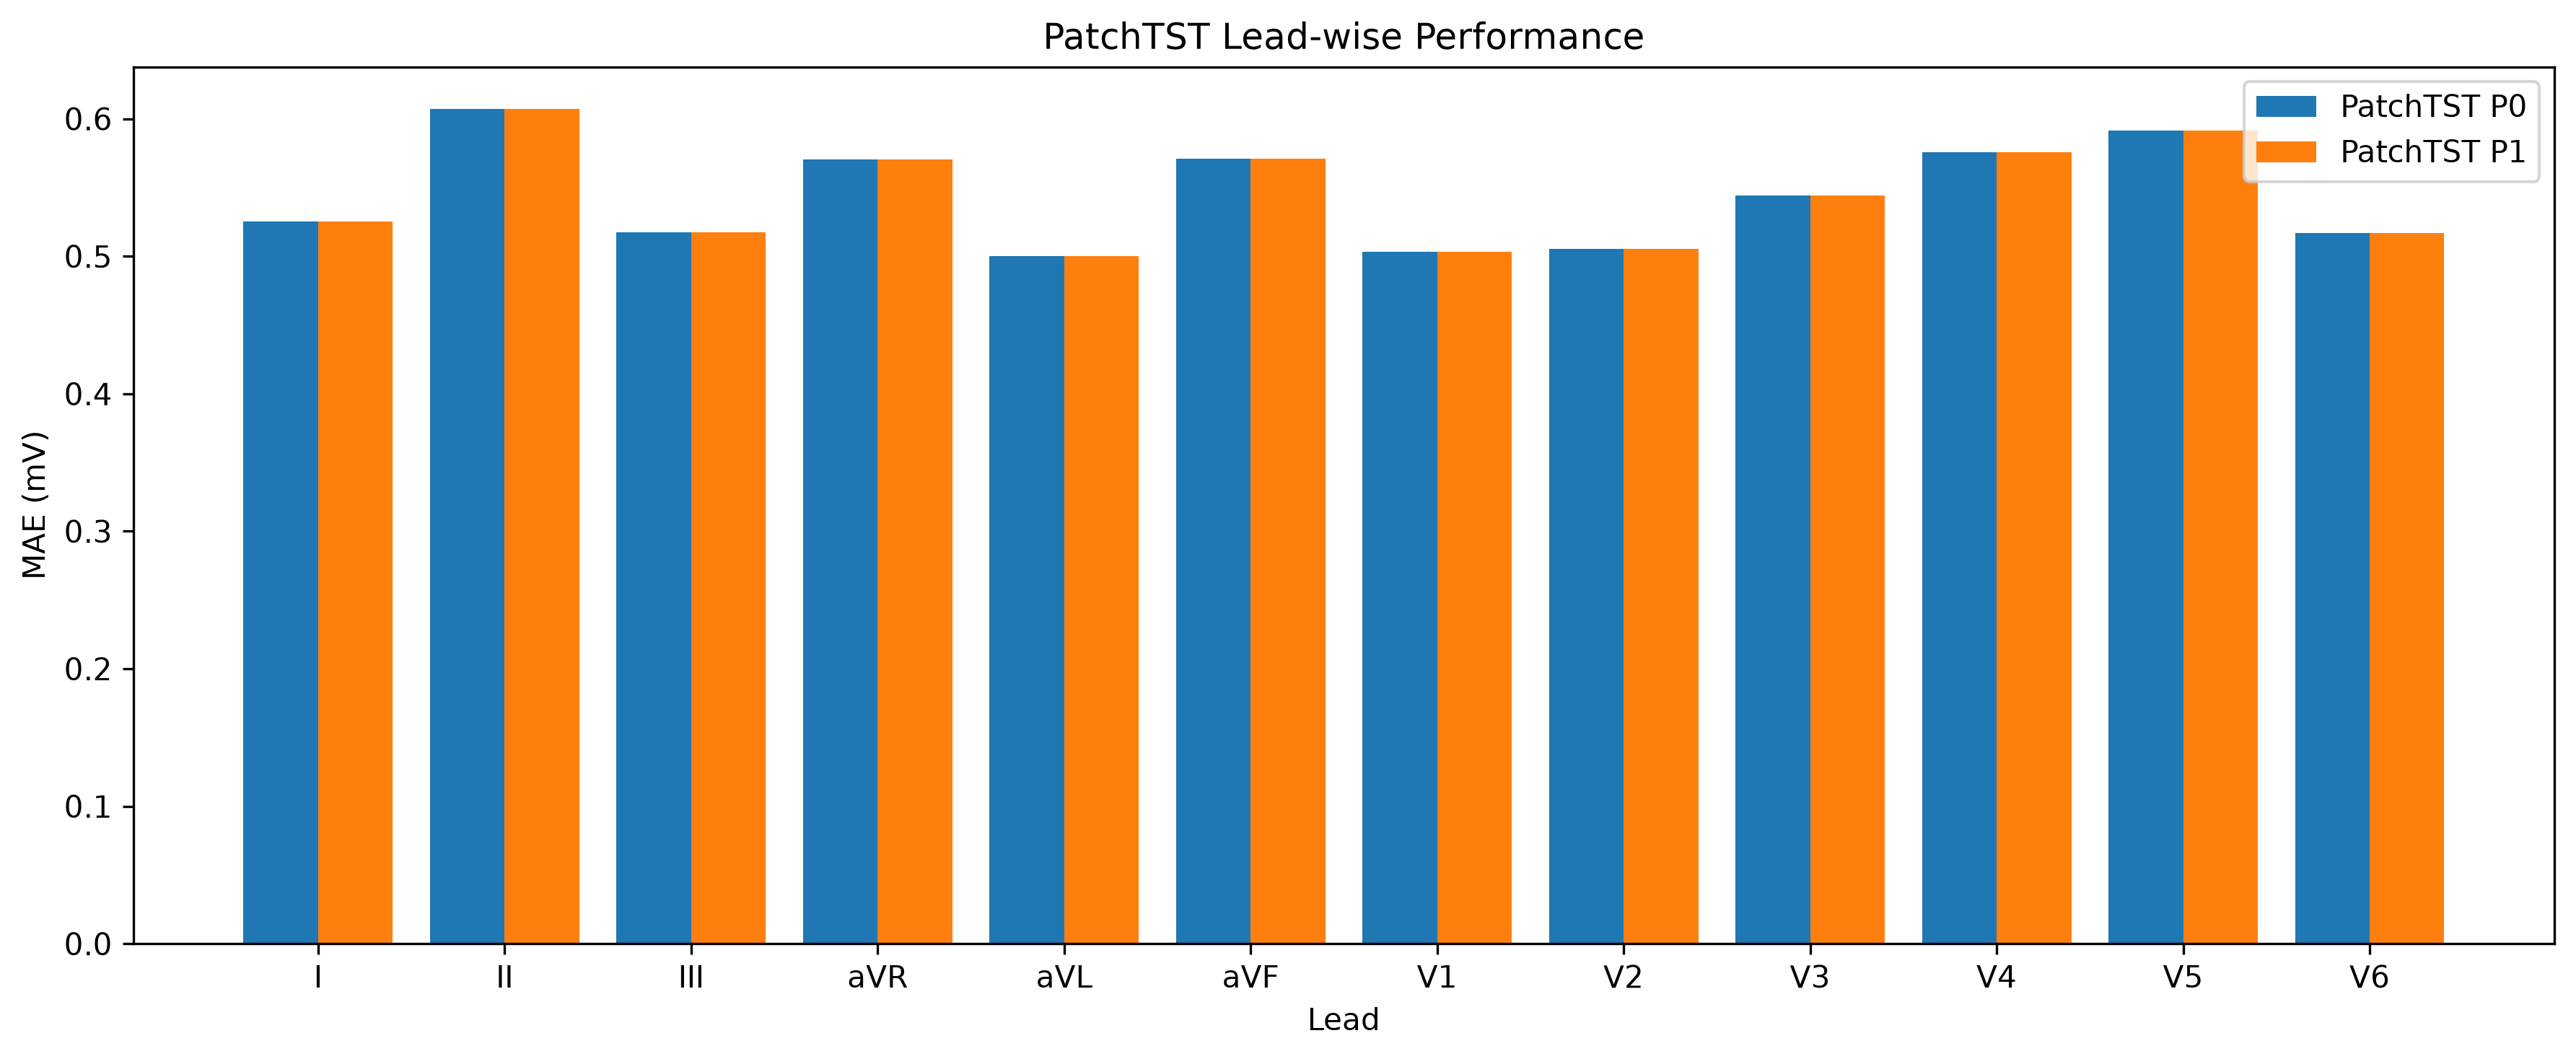 PatchTST Lead-wise Performance
PatchTST P0
PatchTST P1
MAE (mV)
0.6
0.5
0.4
0.3
0.2
0.1
0.0
I II III aVR aVL aVF V1 V2 V3 V4 V5 V6
Lead